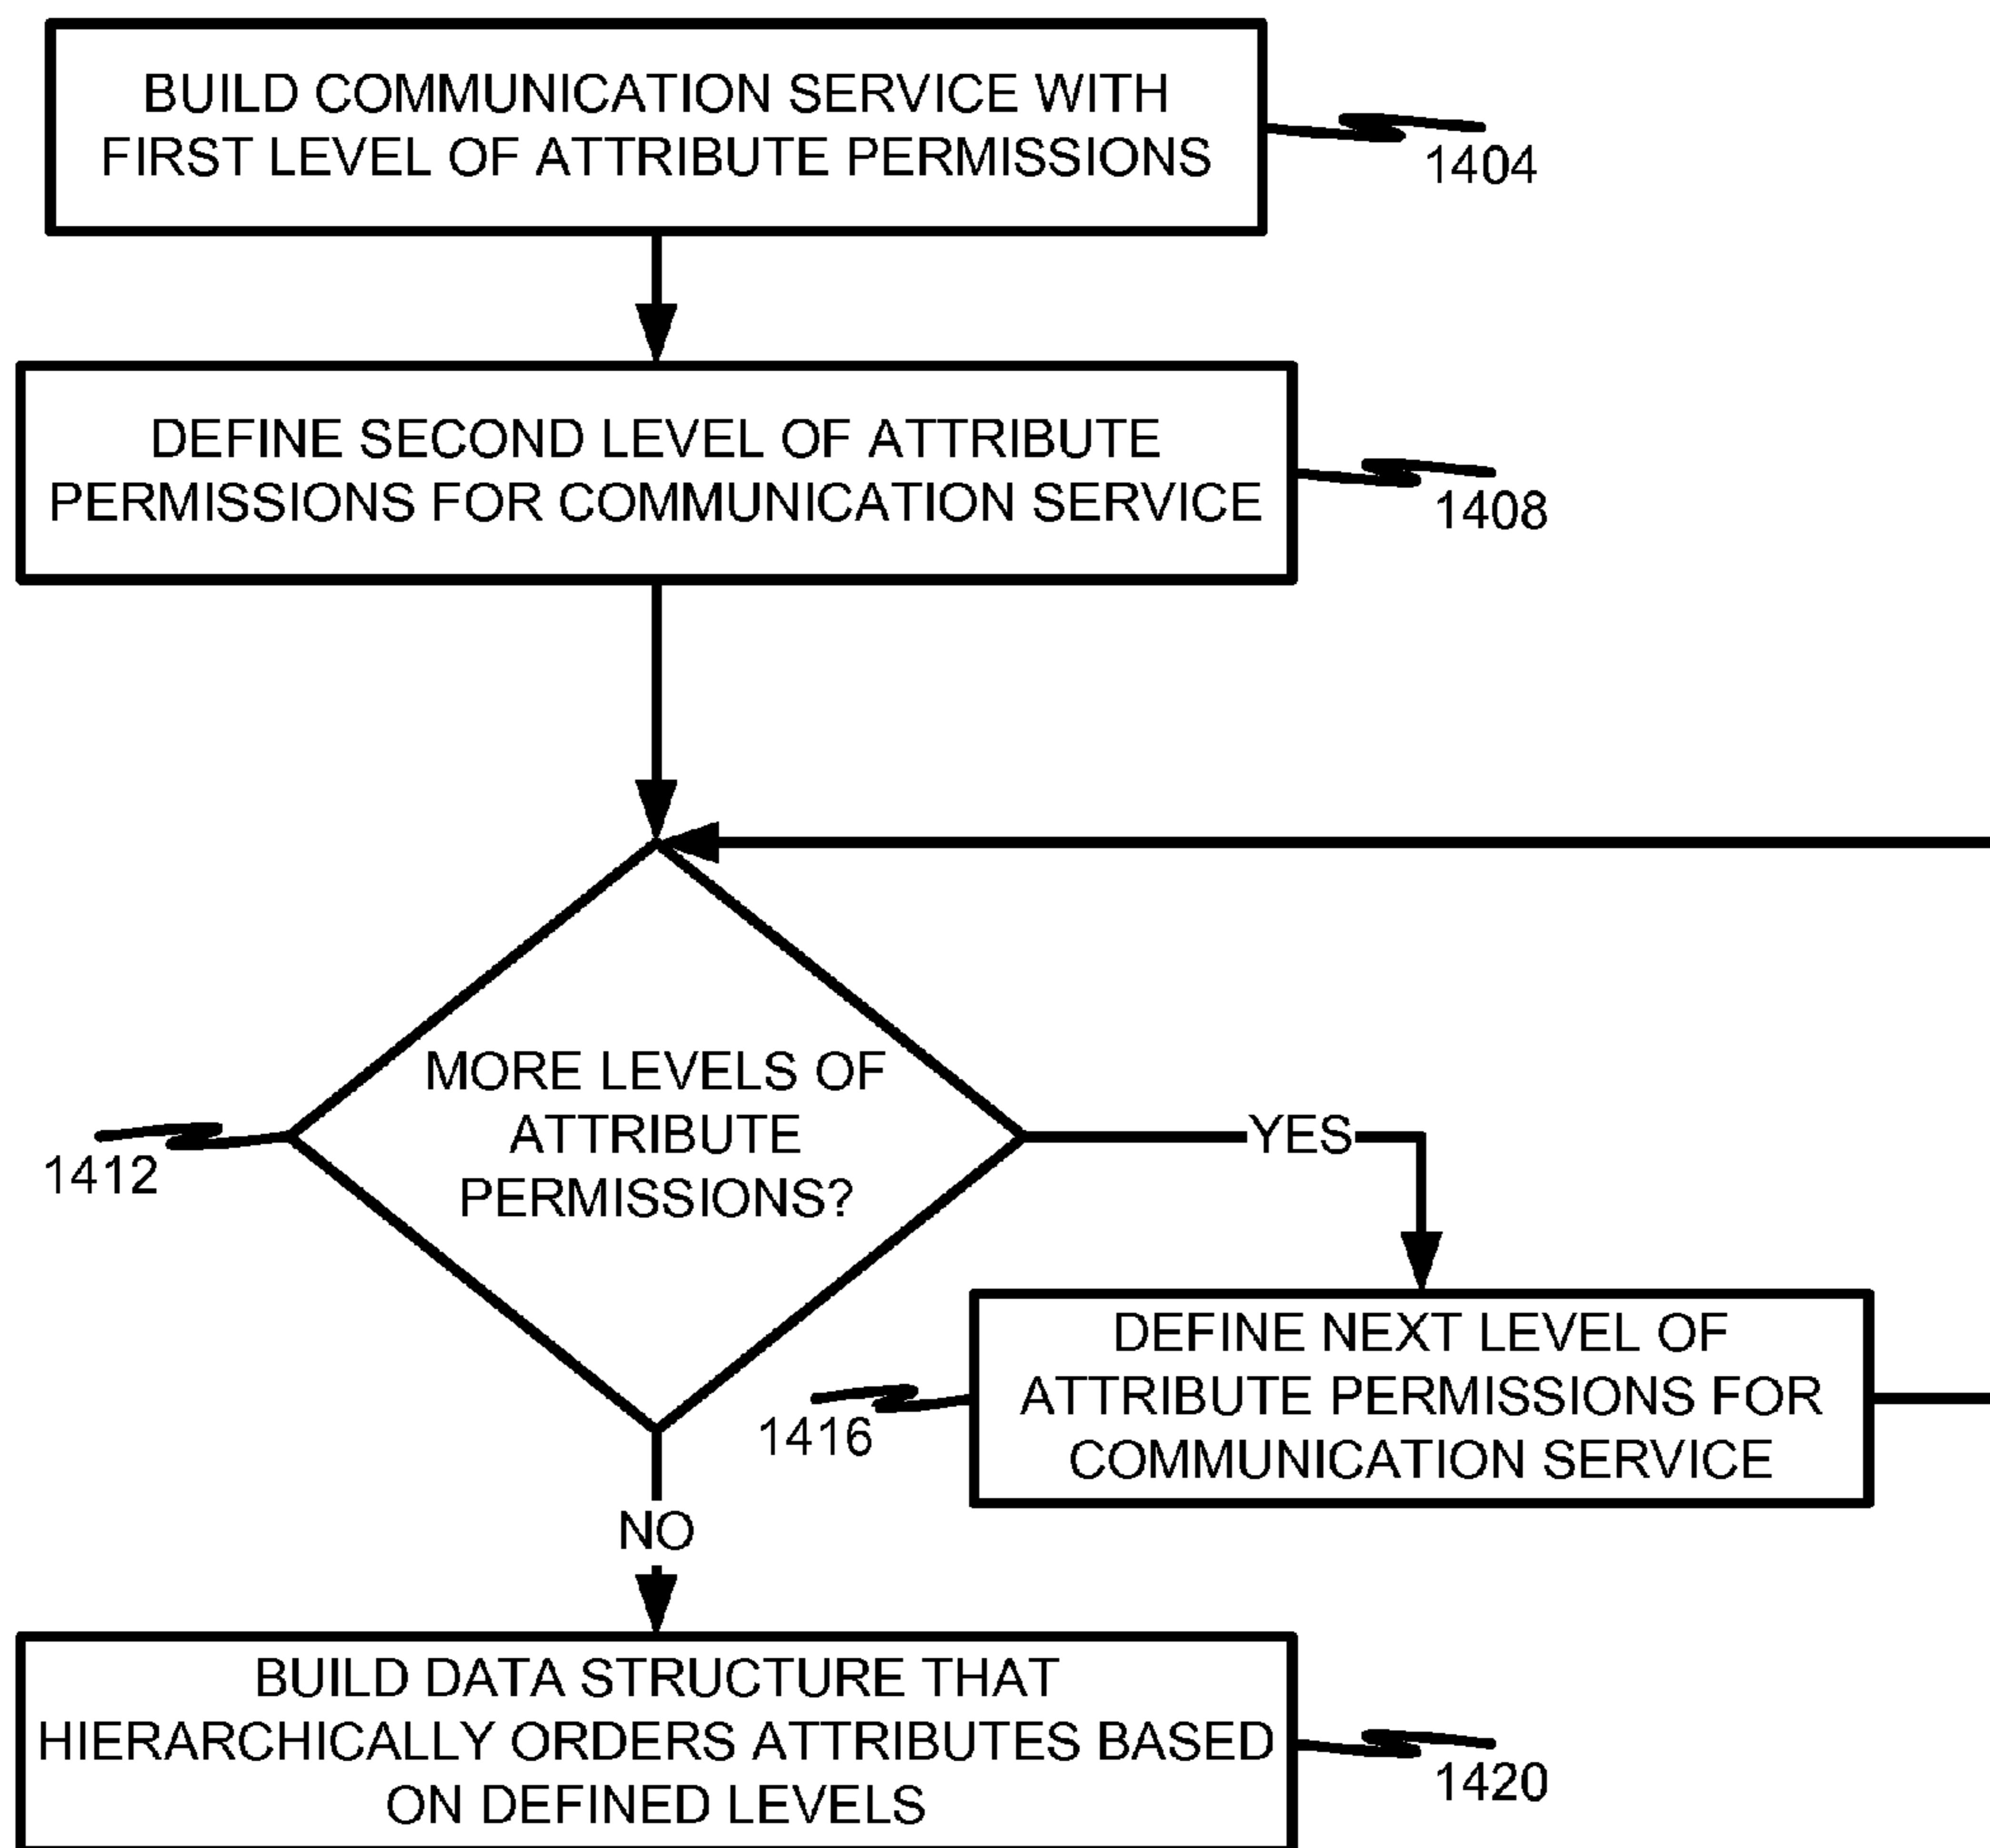 BUILD COMMUNICATION SERVICE WITH
FIRST LEVEL OF ATTRIBUTE PERMISSIONS
1404
DEFINE SECOND LEVEL OF ATTRIBUTE
PERMISSIONS FOR COMMUNICATION SERVICE
1408
MORE LEVELS OF
ATTRIBUTE
PERMISSIONS?
1412
YES
DEFINE NEXT LEVEL OF
ATTRIBUTE PERMISSIONS FOR
COMMUNICATION SERVICE
1416
NO
BUILD DATA STRUCTURE THAT
HIERARCHICALLY ORDERS ATTRIBUTES BASED
ON DEFINED LEVELS
1420